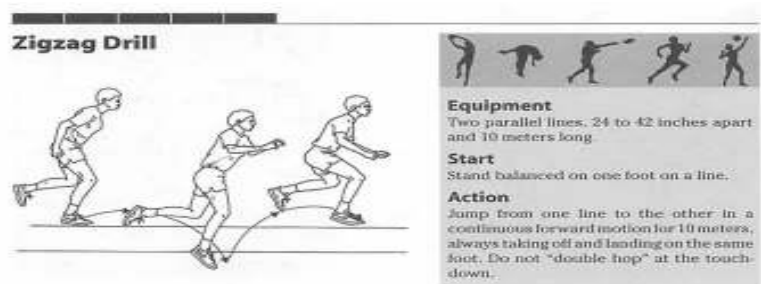 Zigzag Drill
Equipment
Two parallel lines, 24 to 42 inches apart
and 10 meters long.
Start
Stand balanced on one foot on a line.
Action
Jump from one line to the other in a
continuous forward motion for 10 meters,
always taking off and landing on the same
foot. Do not "double hop" at the touch-
down.